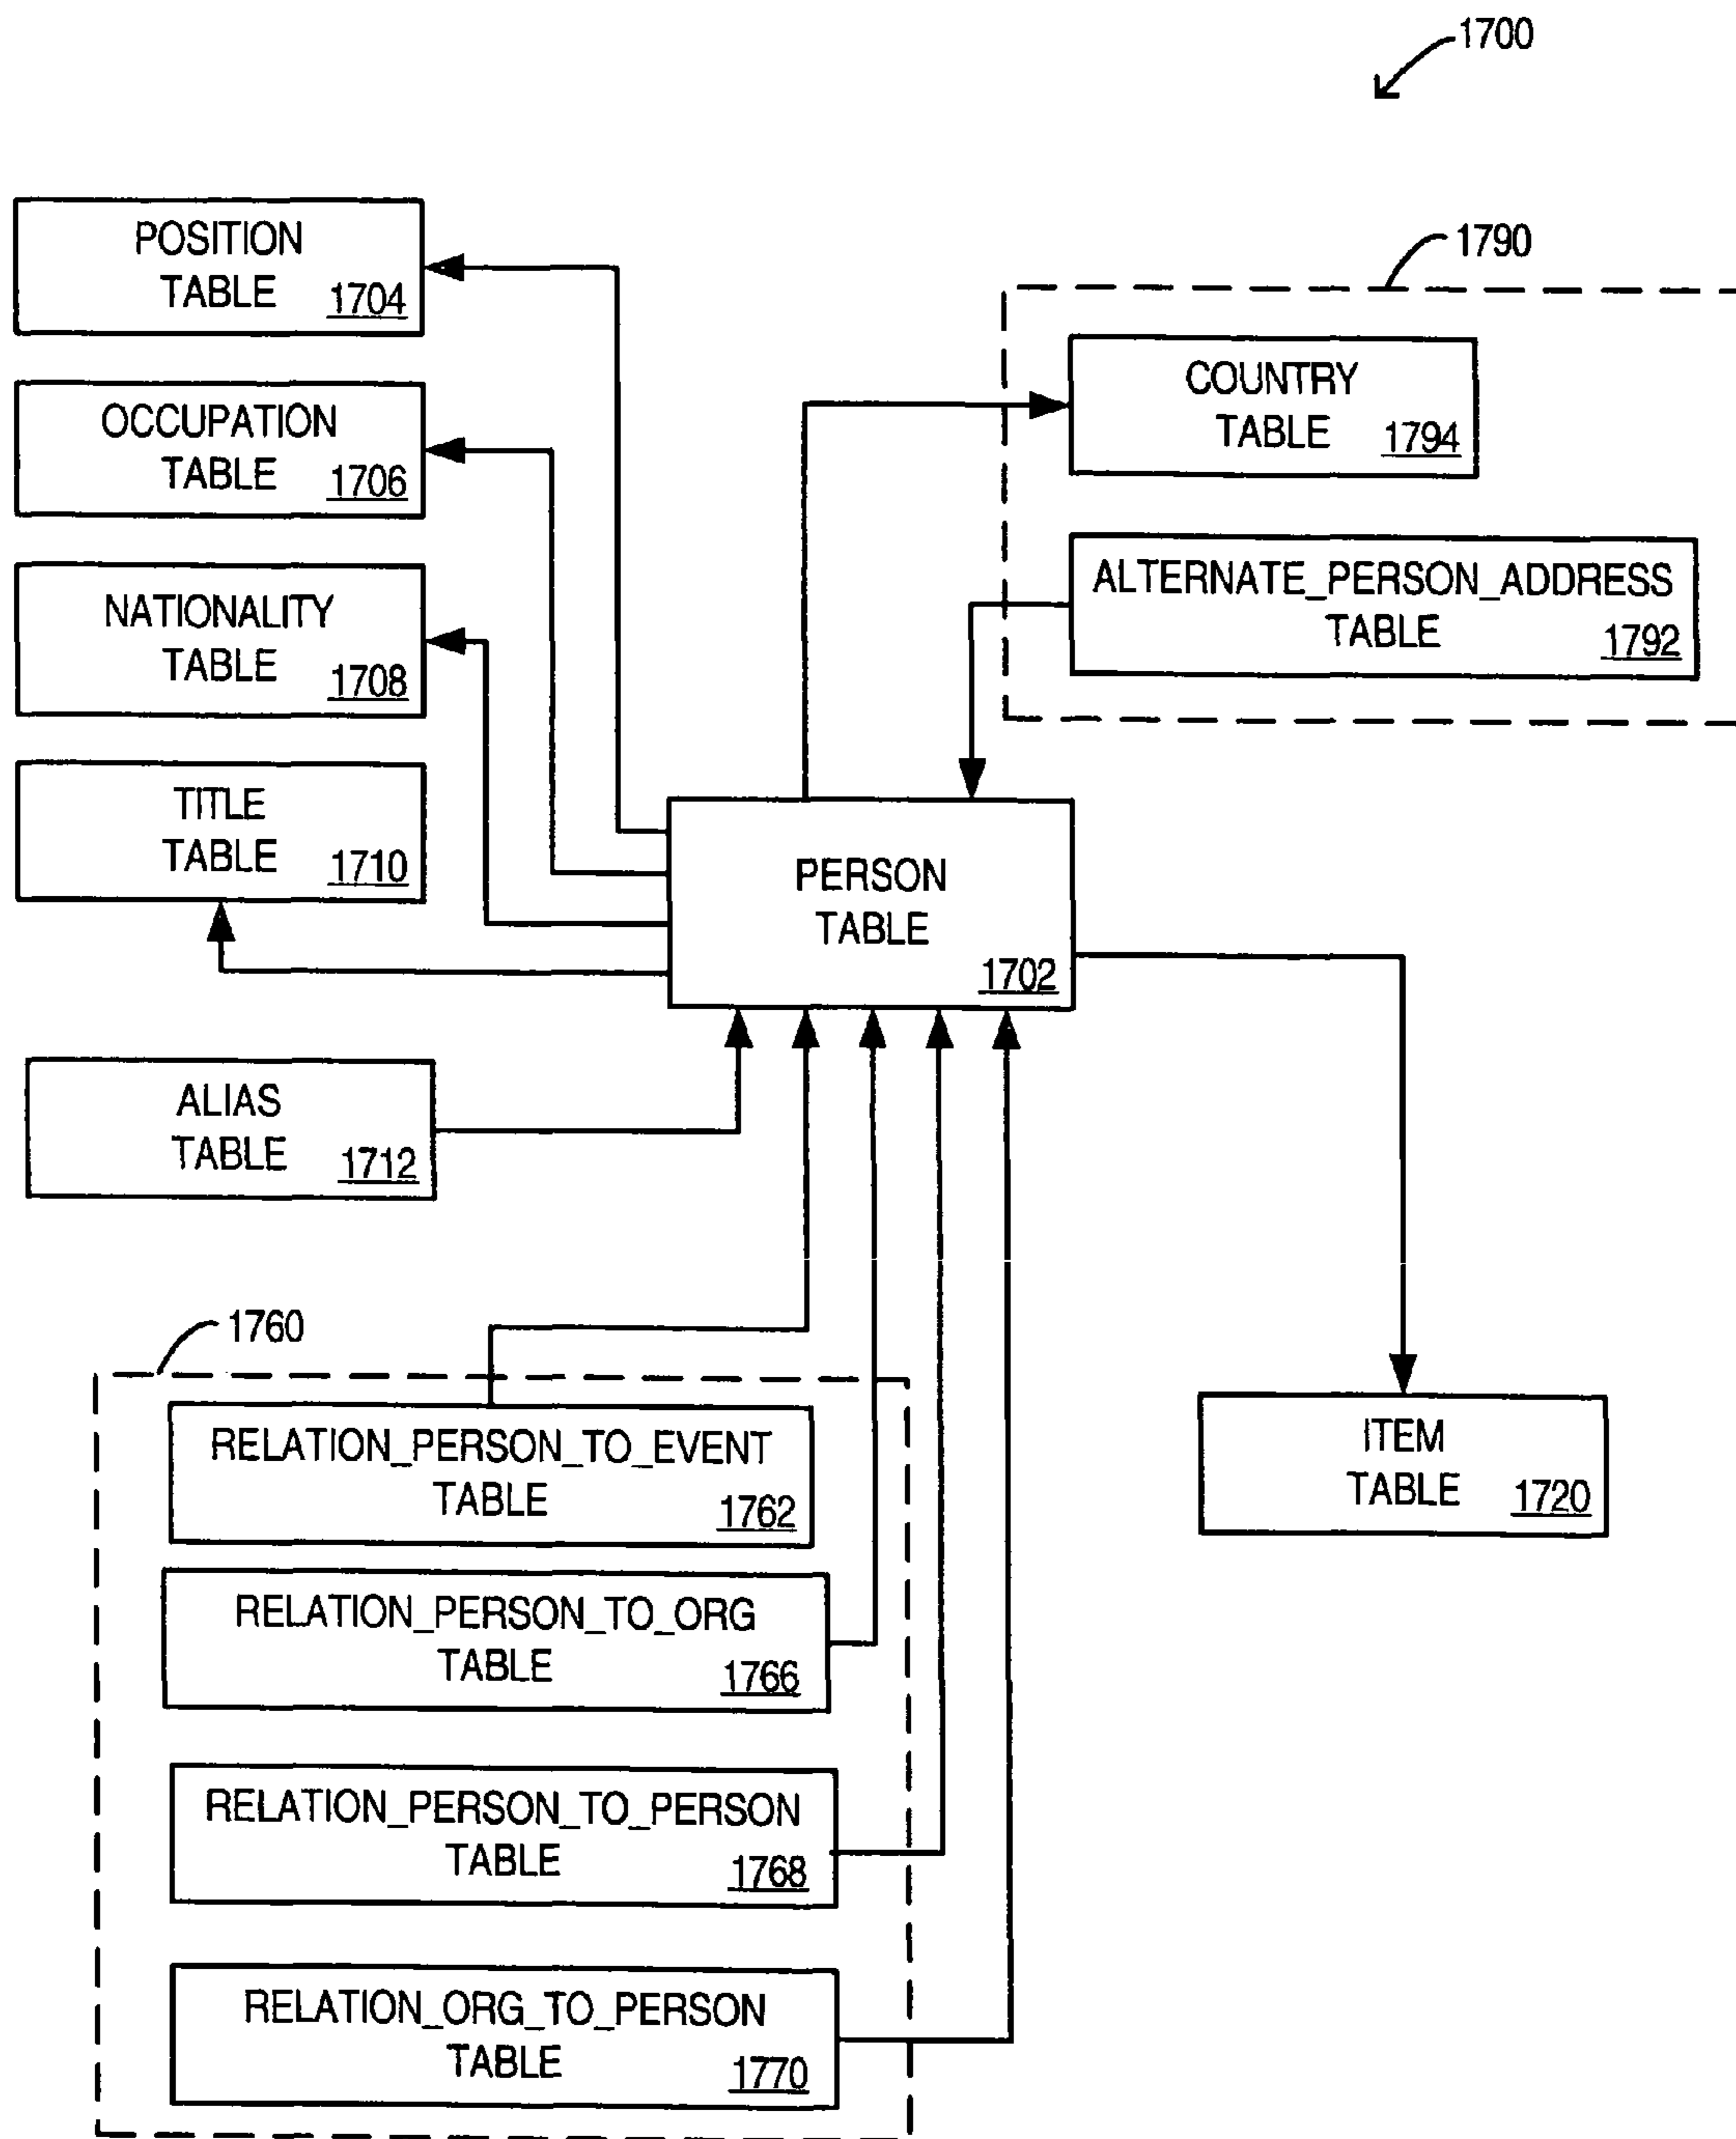 1700
POSITION
TABLE 1704
1790
COUNTRY
TABLE 1794
OCCUPATION
TABLE 1706
ALTERNATE_PERSON_ADDRESS
TABLE 1792
NATIONALITY
TABLE 1708
TITLE
TABLE 1710
PERSON
TABLE
1702
ALIAS
TABLE 1712
1760
RELATION_PERSON_TO_EVENT
TABLE 1762
ITEM
TABLE 1720
RELATION_PERSON_TO_ORG
TABLE 1766
RELATION_PERSON_TO_PERSON
TABLE 1768
RELATION_ORG_TO_PERSON
TABLE 1770